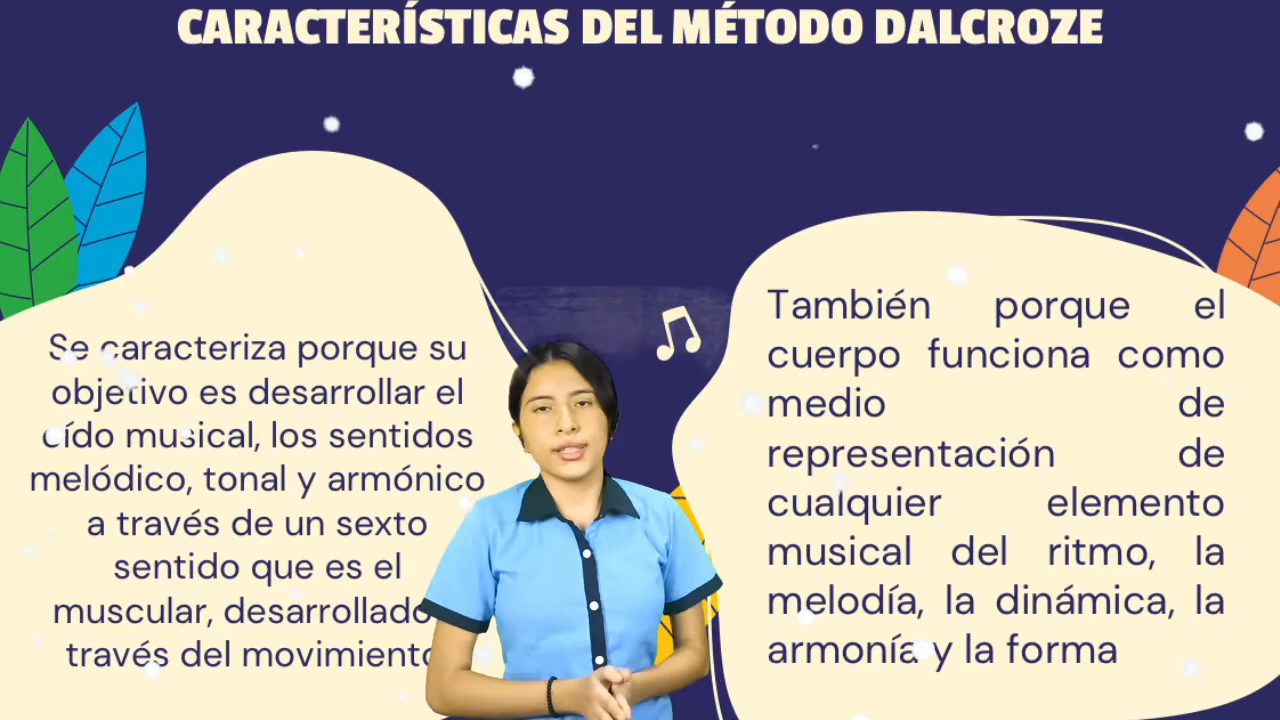 CARACTERÍSTICAS DEL MÉTODO DALCROZE
Se caracteriza porque su
objetivo es desarrollar el
oído musical, los sentidos
melódico, tonal y armónico
a través de un sexto
sentido que es el
muscular, desarrollado
través del movimiento
También porque el
cuerpo funciona como
medio de
representación de
cualquier elemento
musical del ritmo, la
melodía, la dinámica, la
armonía y la forma